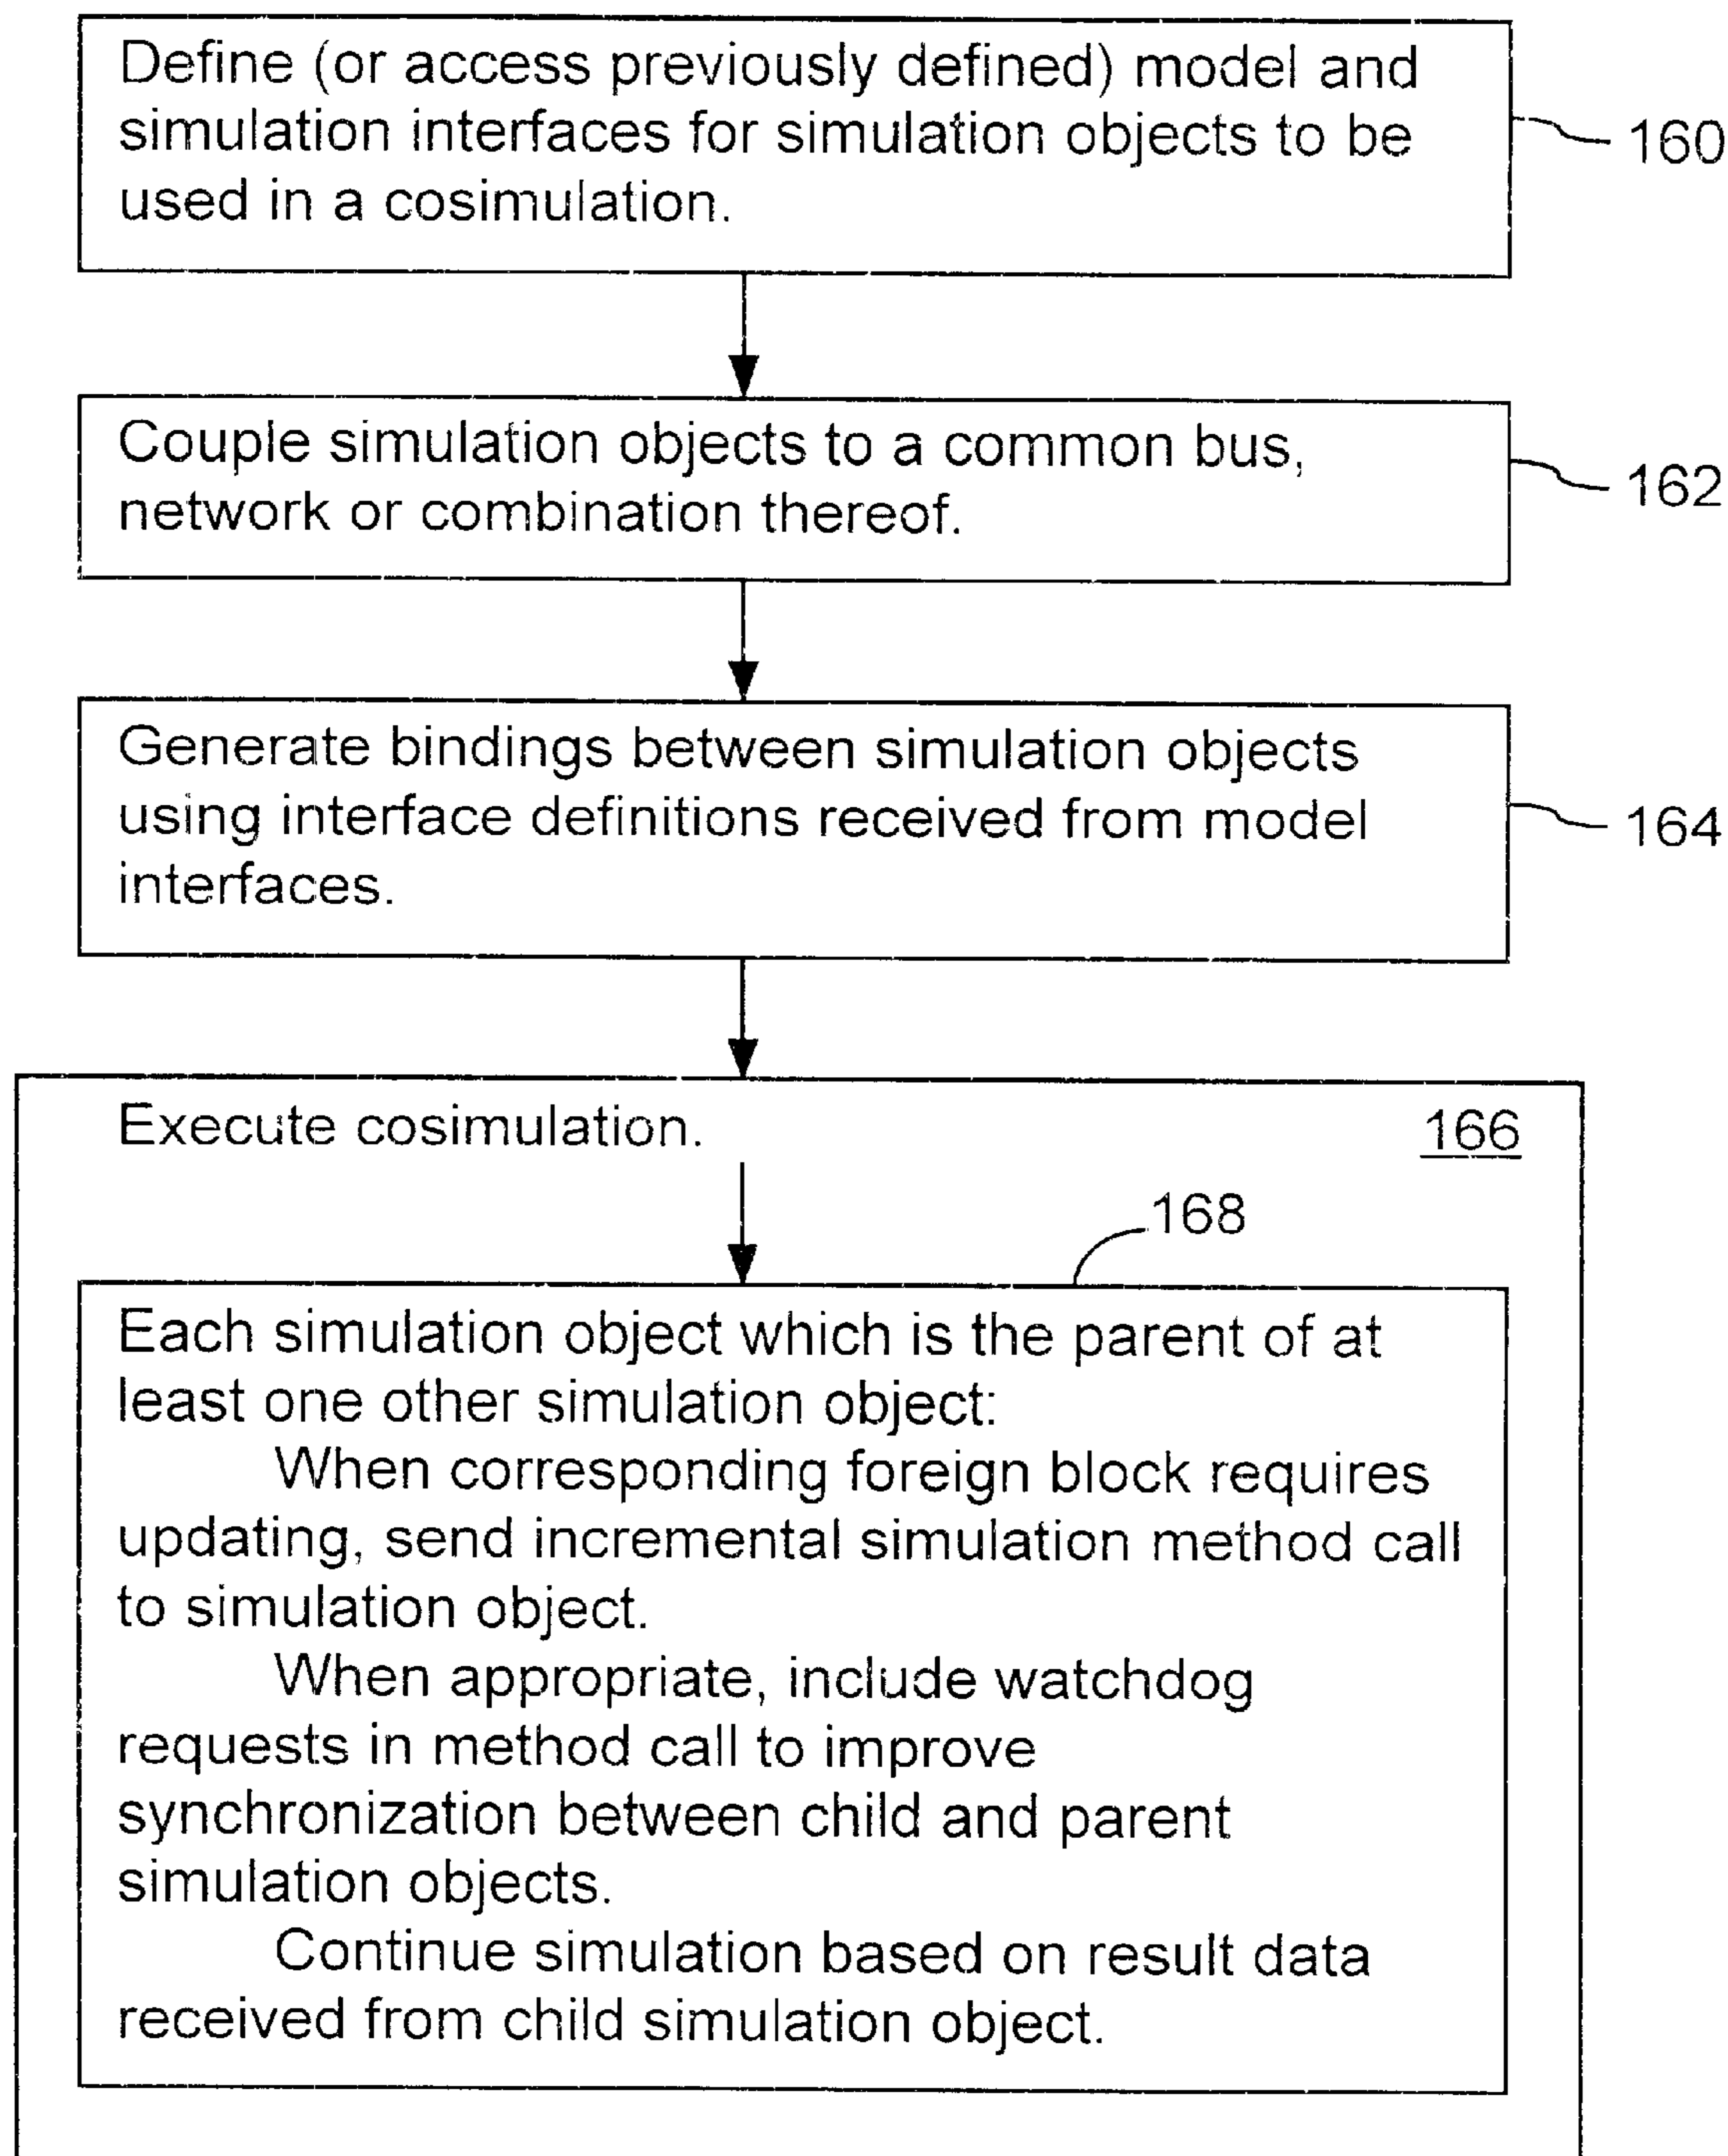 Define (or access previously defined) model and
simulation interfaces for simulation objects to be
used in a cosimulation.
160
Couple simulation objects to a common bus,
network or combination thereof.
162
Generate bindings between simulation objects
using interface definitions received from model
interfaces.
164
Execute cosimulation.
166
168
Each simulation object which is the parent of at
least one other simulation object:
When corresponding foreign block requires
updating, send incremental simulation method call
to simulation object.
When appropriate, include watchdog
requests in method call to improve
synchronization between child and parent
simulation objects.
Continue simulation based on result data
received from child simulation object.